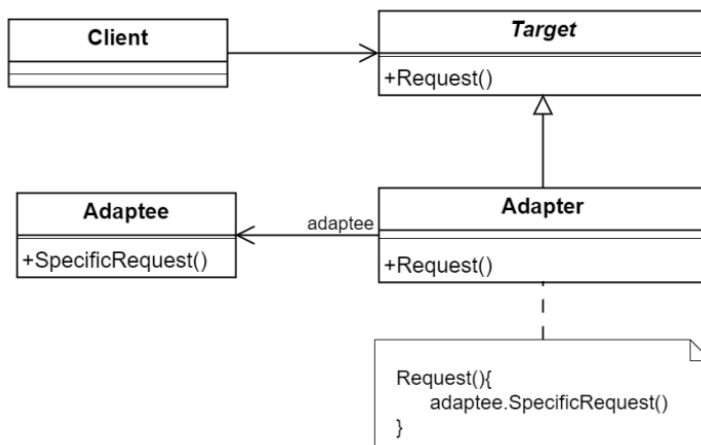 Client
Target
+Request()
Adaptee
+SpecificRequest()
adaptee
Adapter
+Request()
Request(){
adaptee.SpecificRequest()
}